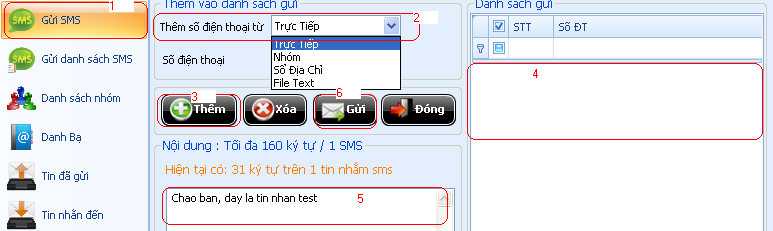 1
SMS Gửi SMS
SMS Gửi danh sách SMS
Danh sách nhóm
@ Danh Bạ
Tin đã gửi
Tin nhắn đến
Thêm vào danh sách gửi
Thêm số điện thoại từ Trực Tiếp 2
Trực Tiếp
Nhóm
Sổ Địa Chỉ
File Text
Số điện thoại
3 6
Thêm Xóa Gửi Đóng
Nội dung : Tối đa 160 ký tự / 1 SMS
Hiện tại có: 31 ký tự trên 1 tin nhắm sms
Chao ban, day la tin nhan test 5
Danh sách gửi
STT Số ĐT
4